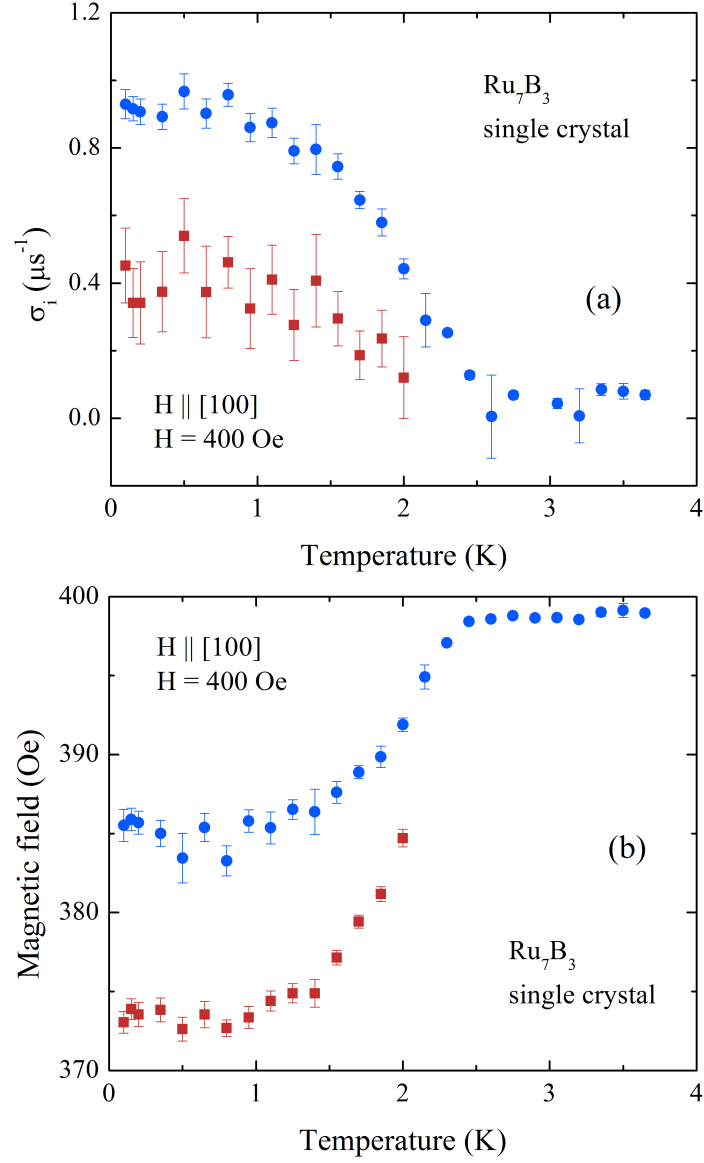 1.2
0.8
0.4
0.0
σᵢ (μs⁻¹)
Ru₇B₃
single crystal
(a)
H || [100]
H = 400 Oe
0 1 2 3 4
Temperature (K)
400
390
380
370
Magnetic field (Oe)
H || [100]
H = 400 Oe
(b)
Ru₇B₃
single crystal
0 1 2 3 4
Temperature (K)